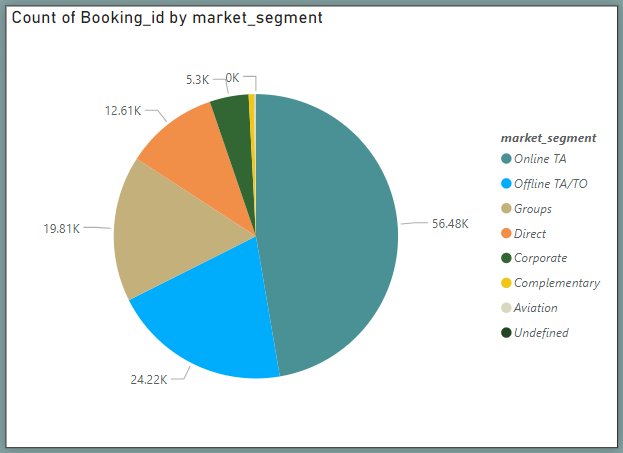 Count of Booking_id by market_segment
5.3K
0K
12.61K
19.81K
24.22K
56.48K
market_segment
Online TA
Offline TA/TO
Groups
Direct
Corporate
Complementary
Aviation
Undefined